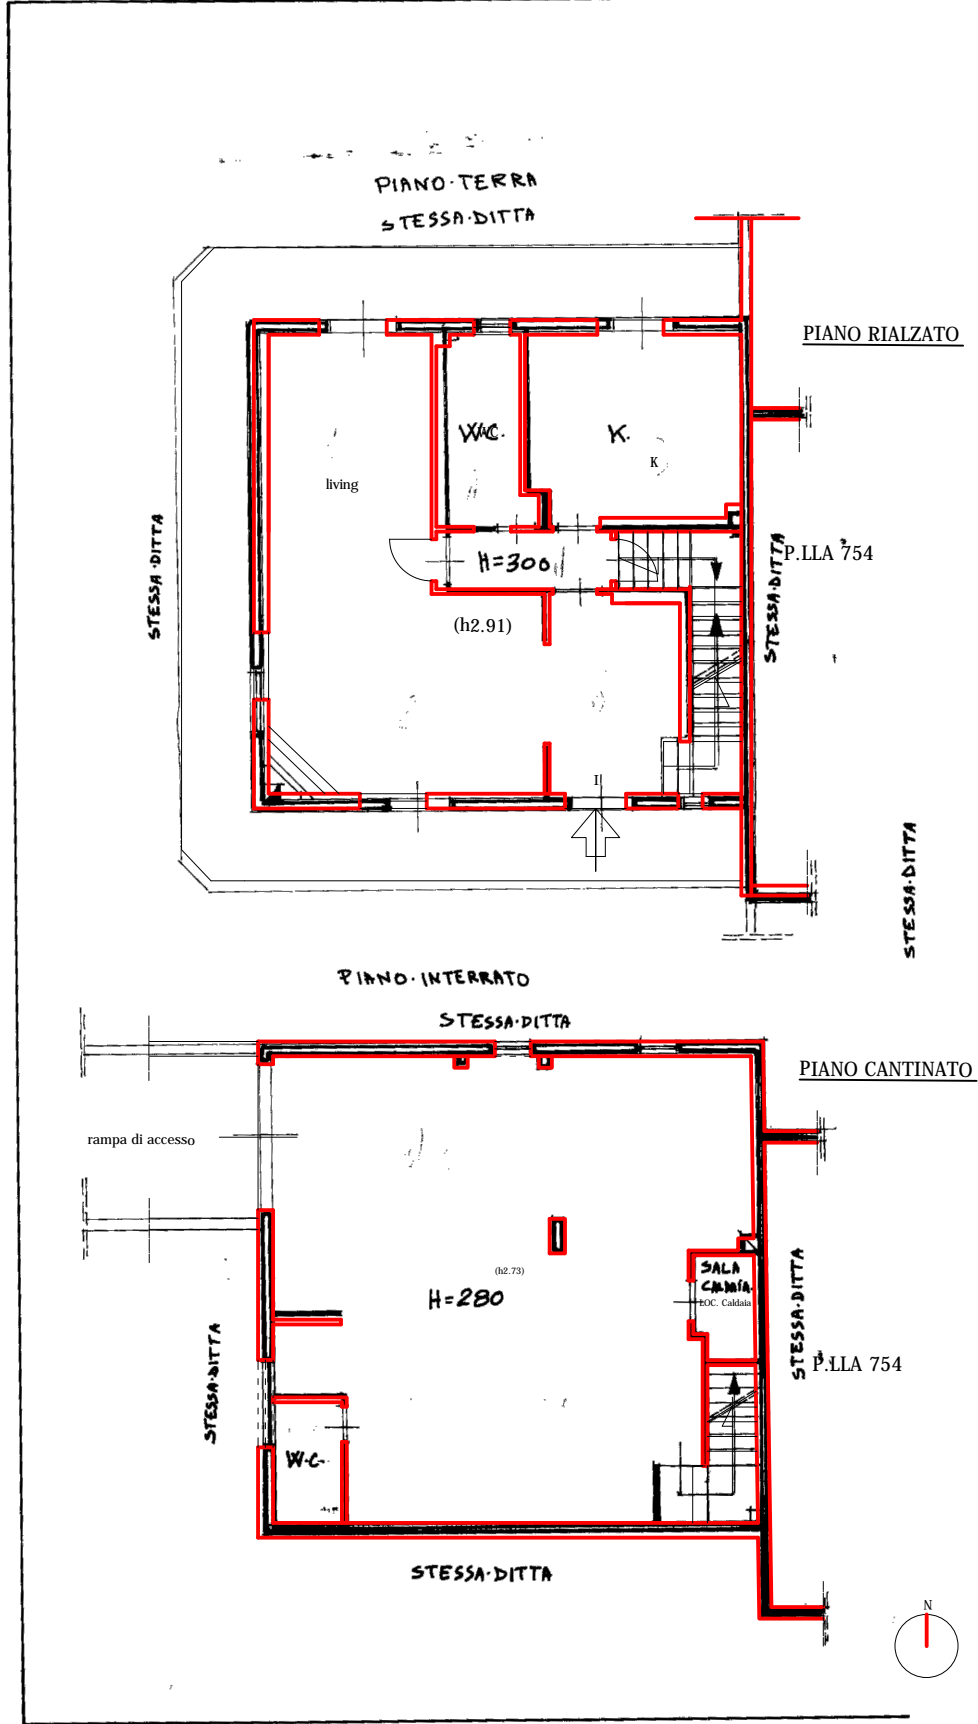 PIANO·TERRA
STESSA·DITTA
PIANO RIALZATO
WC.
WC.
K.
K
living
STESSA·DITTA
H=300
P.LLA 754
STESSA·DITTA
(h2.91)
I
STESSA·DITTA
PIANO·INTERRATO
STESSA·DITTA
PIANO CANTINATO
rampa di accesso
(h2.73)
H=280
SALA
CALDAIA.
LOC. Caldaia
STESSA·DITTA
P.LLA 754
STESSA·DITTA
W.C.
STESSA·DITTA
N